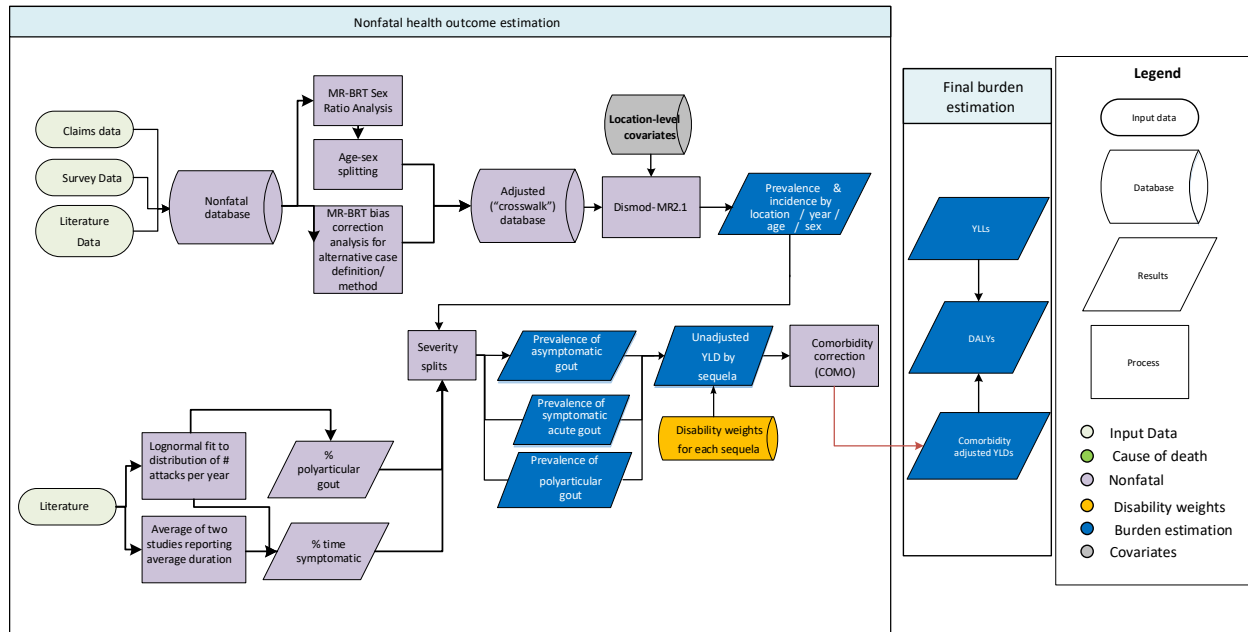 Nonfatal health outcome estimation
Claims data
Survey Data
Literature
Data
Nonfatal
database
MR-BRT Sex
Ratio Analysis
Age-sex
splitting
MR-BRT bias
correction
analysis for
alternative case
definition/
method
Adjusted
(“crosswalk”)
database
Location-level
covariates
Dismod-MR2.1
Prevalence &
incidence by
location / year /
age / sex
Severity
splits
Prevalence of
asymptomatic
gout
Prevalence of
symptomatic
acute gout
Prevalence of
polyarticular gout
Unadjusted
YLD by
sequela
Disability weights
for each sequela
Comorbidity
correction
(COMO)
Literature
Lognormal fit to
distribution of #
attacks per year
Average of two
studies reporting
average duration
%
polyarticular
gout
% time
symptomatic
Final burden
estimation
YLLs
DALYs
Comorbidity
adjusted YLDs
Legend
Input data
Database
Results
Process
Input Data
Cause of death
Nonfatal
Disability weights
Burden estimation
Covariates